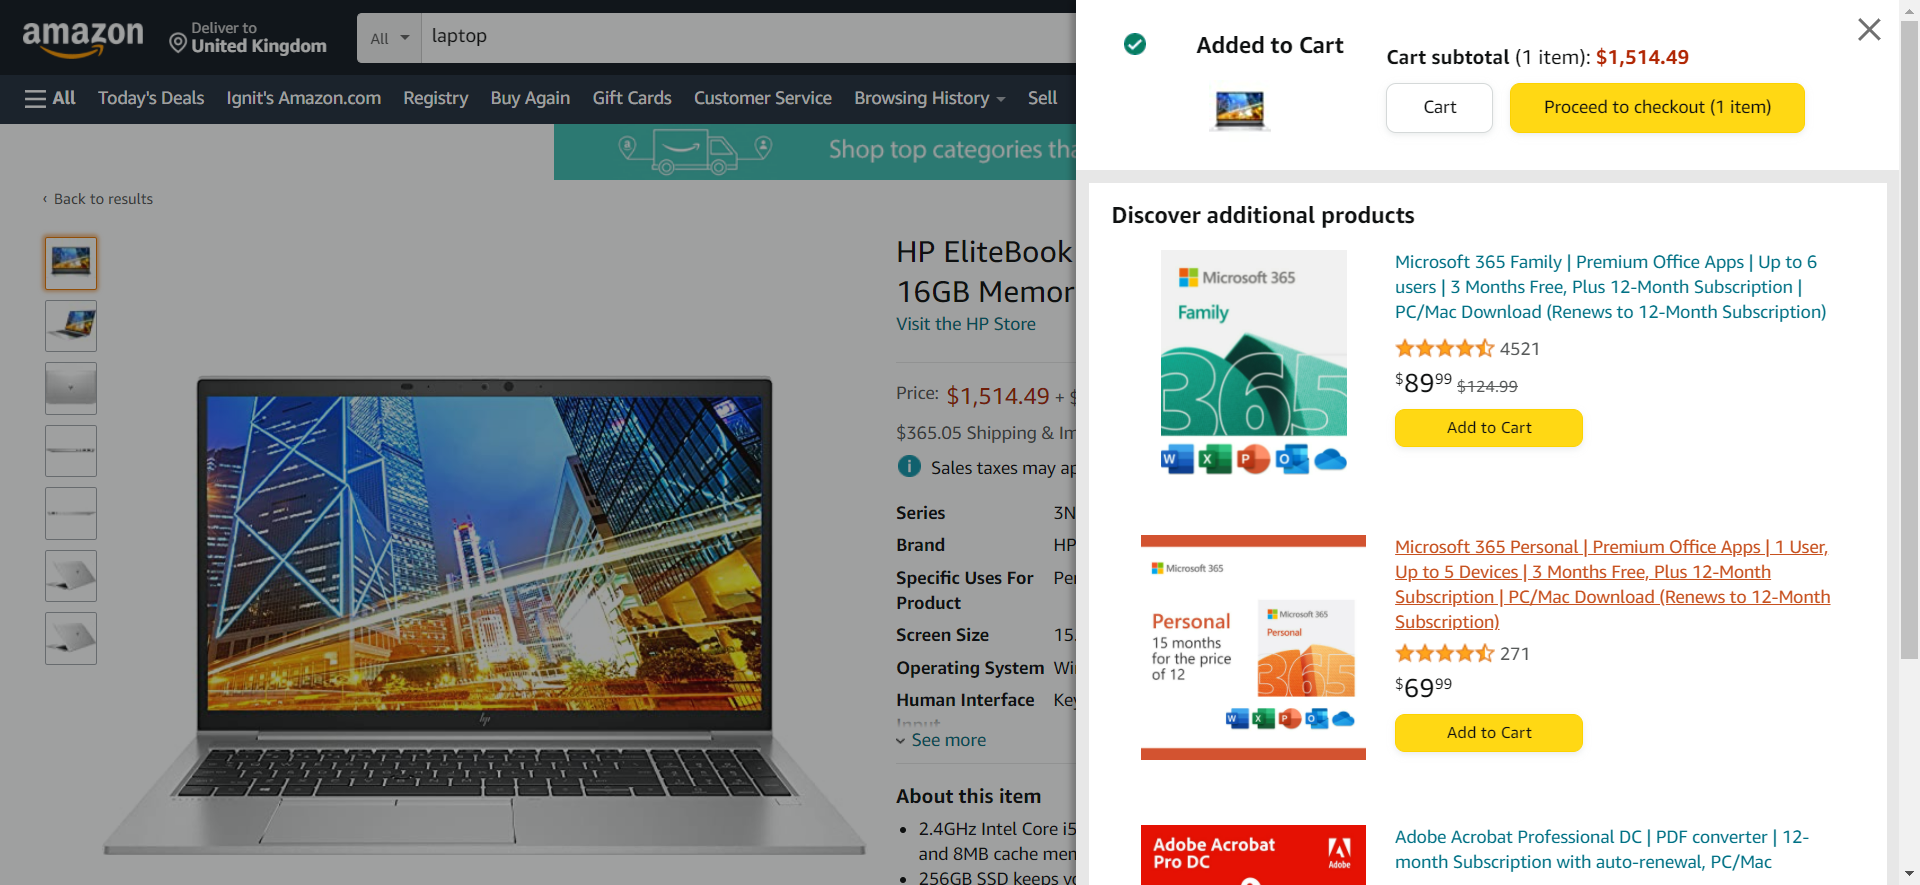 amazon
Deliver to
United Kingdom
All
laptop
All
Today's Deals
Ignit's Amazon.com
Registry
Buy Again
Gift Cards
Customer Service
Browsing History
Sell
Shop top categories tha
‹ Back to results
HP EliteBook
16GB Memor
Visit the HP Store
Price: $1,514.49 + $
$365.05 Shipping & Im
Sales taxes may ap
Series 3N
Brand HP
Specific Uses For Per
Product
Screen Size 15.
Operating System Wi
Human Interface Key
Input
See more
About this item
• 2.4GHz Intel Core i5
and 8MB cache mem
• 256GB SSD keeps yo
hp
Added to Cart
Cart subtotal (1 item): $1,514.49
Cart
Proceed to checkout (1 item)
Discover additional products
Microsoft 365
Family
365
Microsoft 365 Family | Premium Office Apps | Up to 6
users | 3 Months Free, Plus 12-Month Subscription |
PC/Mac Download (Renews to 12-Month Subscription)
4521
$89.99 $124.99
Add to Cart
Microsoft 365
Personal
15 months
for the price
of 12
Microsoft 365
Personal
365
Microsoft 365 Personal | Premium Office Apps | 1 User,
Up to 5 Devices | 3 Months Free, Plus 12-Month
Subscription | PC/Mac Download (Renews to 12-Month
Subscription)
271
$69.99
Add to Cart
Adobe Acrobat
Pro DC
Adobe
Adobe Acrobat Professional DC | PDF converter | 12-
month Subscription with auto-renewal, PC/Mac